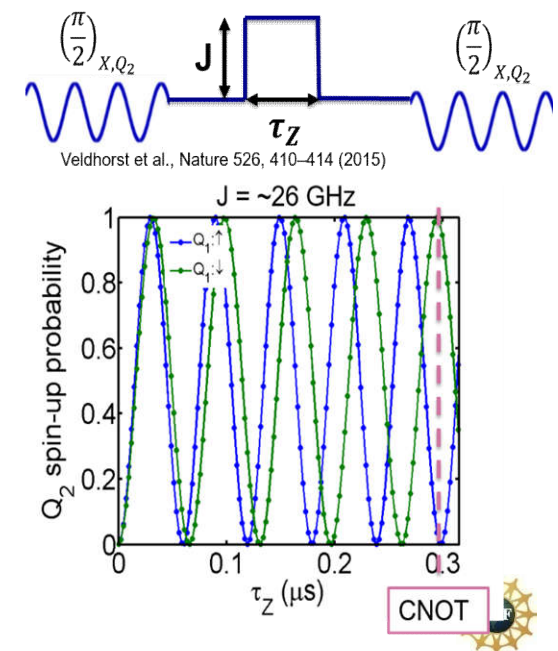 (π/2)X,Q2
(π/2)X,Q2
J
τZ
Veldhorst et al., Nature 526, 410–414 (2015)
J = ~26 GHz
Q1:↑
Q1:↓
Q2 spin-up probability
1
0.8
0.6
0.4
0.2
0
0
0.1
0.2
0.3
τZ (μs)
CNOT